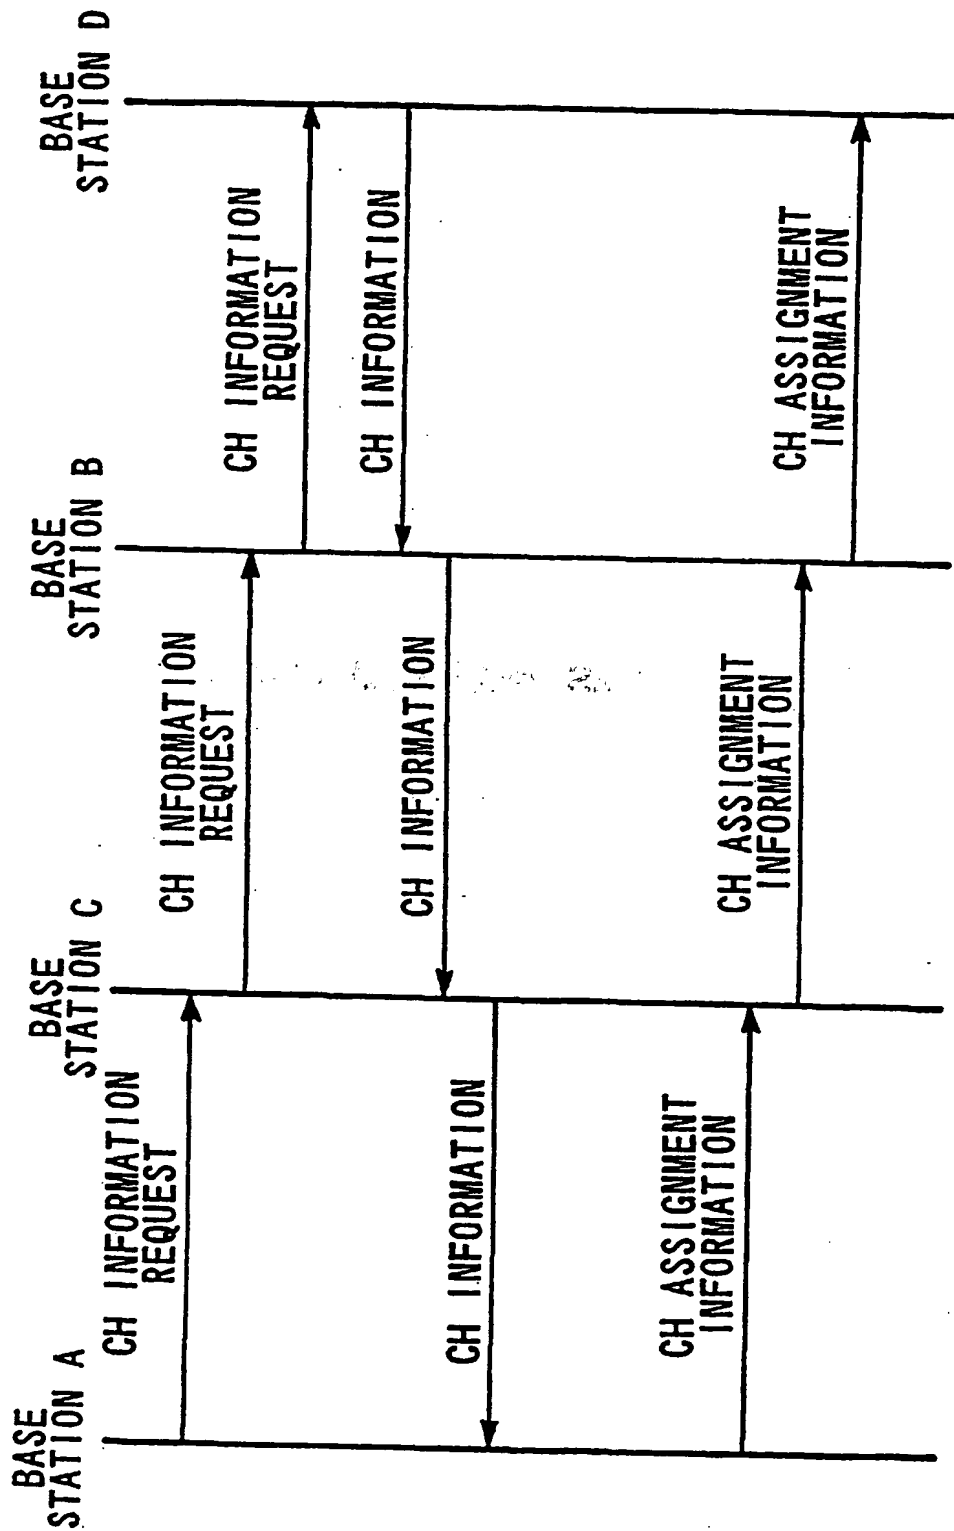 BASE
STATION A
BASE
STATION C
BASE
STATION B
BASE
STATION D
CH INFORMATION
REQUEST
CH INFORMATION
REQUEST
CH INFORMATION
REQUEST
CH INFORMATION
CH INFORMATION
CH INFORMATION
CH ASSIGNMENT
INFORMATION
CH ASSIGNMENT
INFORMATION
CH ASSIGNMENT
INFORMATION